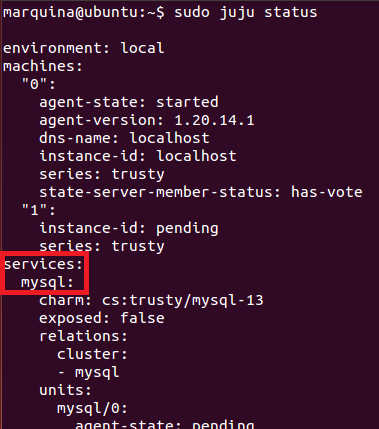 marquina@ubuntu:~$ sudo juju status
environment: local
machines:
"0":
agent-state: started
agent-version: 1.20.14.1
dns-name: localhost
instance-id: localhost
series: trusty
state-server-member-status: has-vote
"1":
instance-id: pending
series: trusty
services:
mysql:
charm: cs:trusty/mysql-13
exposed: false
relations:
cluster:
- mysql
units:
mysql/0:
agent-state: pending